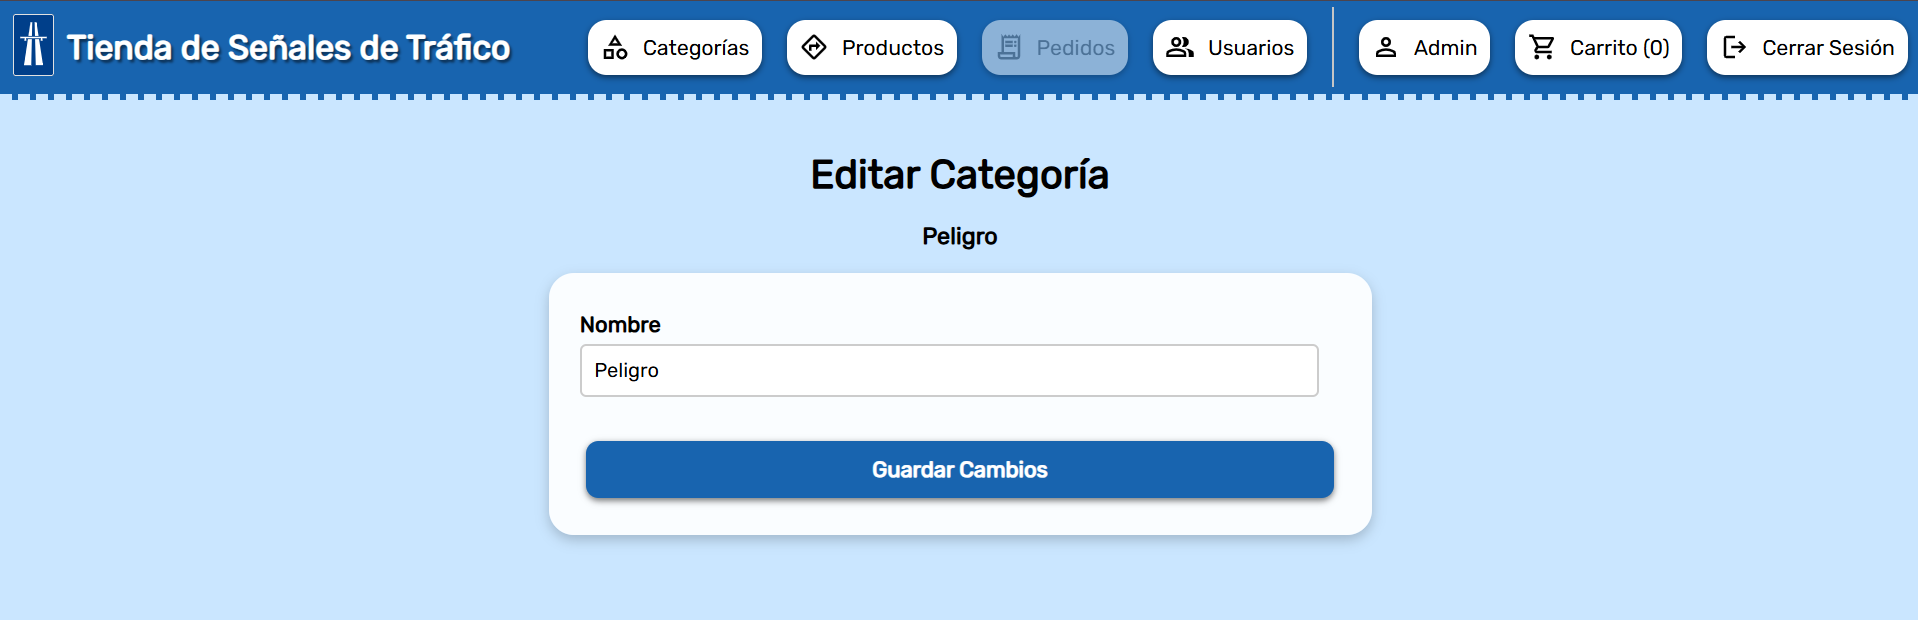 Tienda de Señales de Tráfico
Categorías
Productos
Pedidos
Usuarios
Admin
Carrito (0)
Cerrar Sesión
Editar Categoría
Peligro
Nombre
Peligro
Guardar Cambios